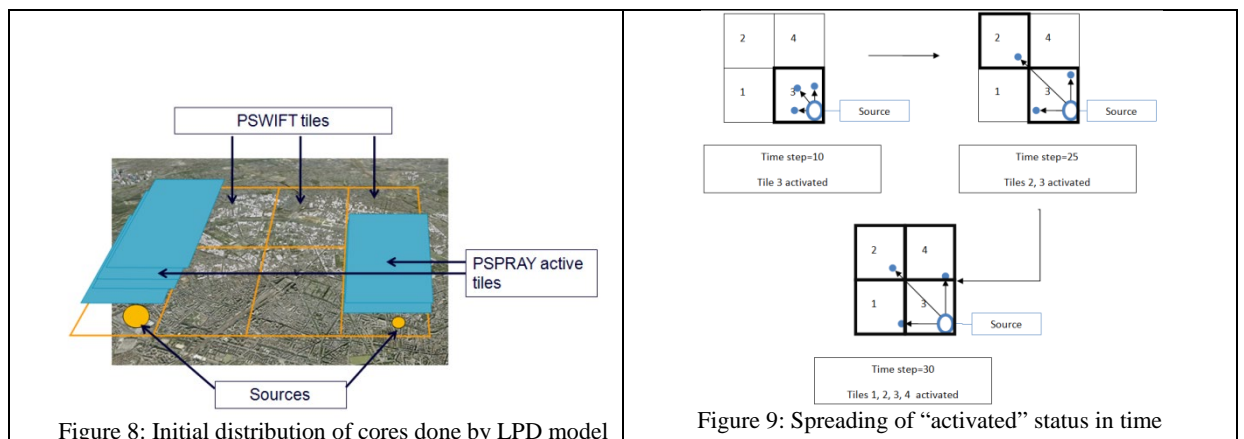 PSWIFT tiles
PSPRAY active
tiles
Sources
Figure 8: Initial distribution of cores done by LPD model
2 4
1 3
Source
Time step=10
Tile 3 activated
2 4
1 3
Source
Time step=25
Tiles 2, 3 activated
2 4
1 3
Source
Time step=30
Tiles 1, 2, 3, 4 activated
Figure 9: Spreading of “activated” status in time